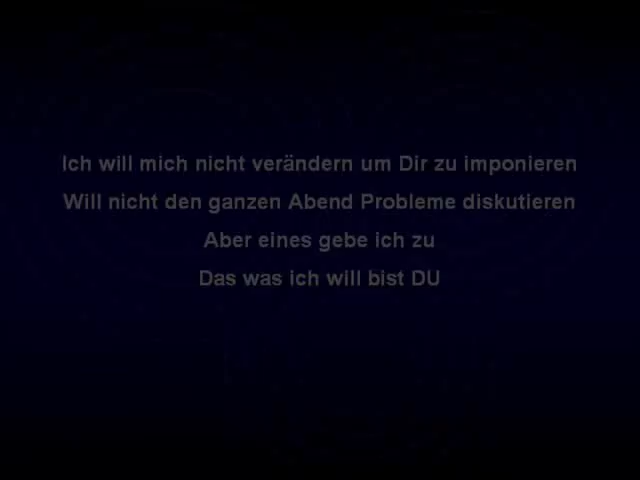 Ich will mich nicht verändern um Dir zu imponieren
Will nicht den ganzen Abend Probleme diskutieren
Aber eines gebe ich zu
Das was ich will bist DU